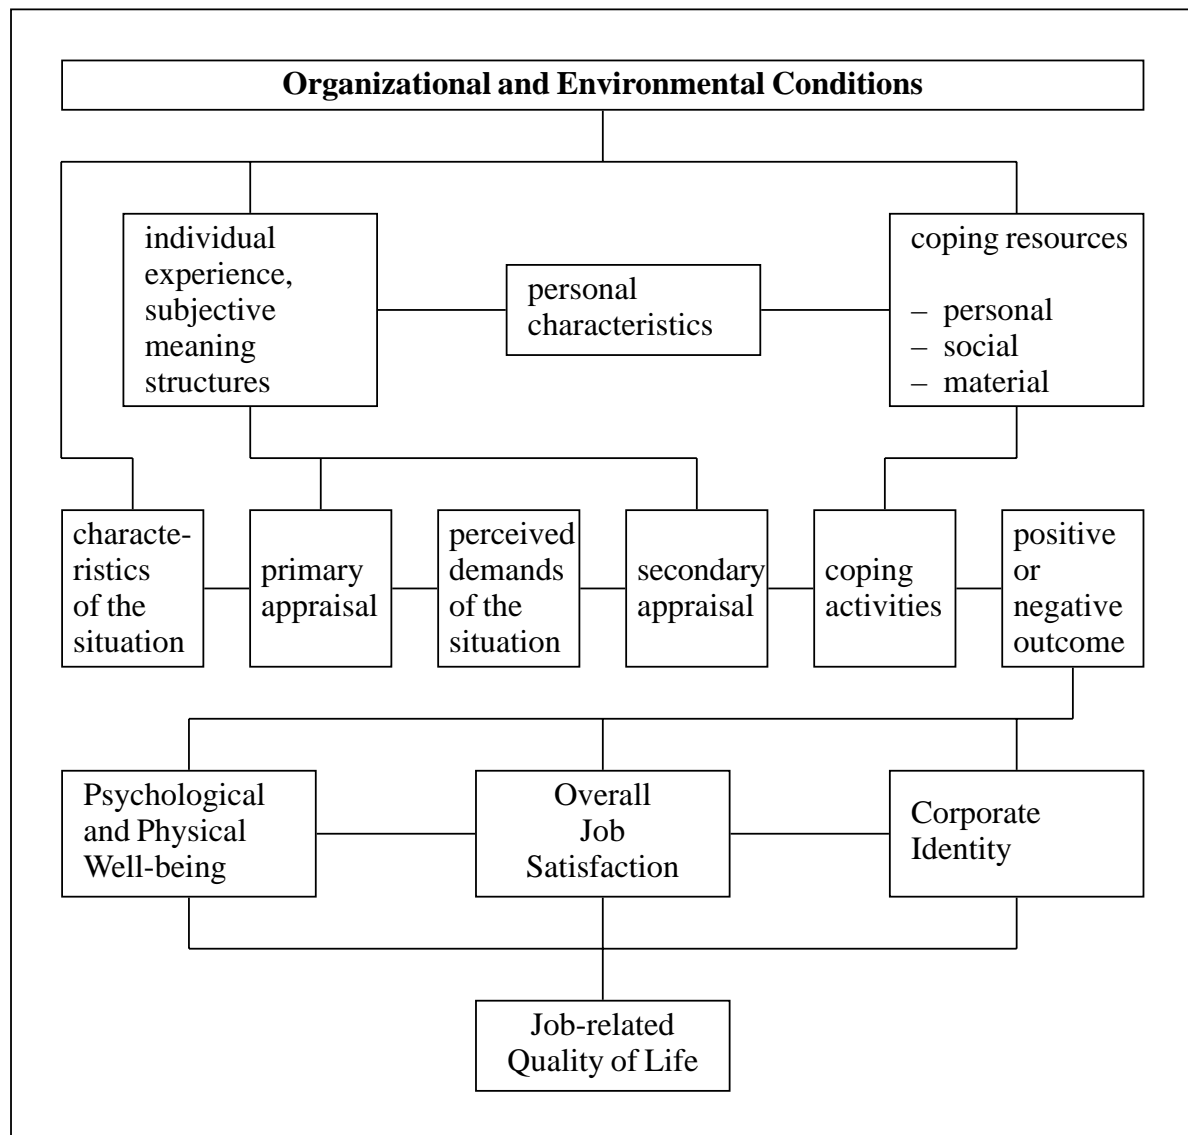 Organizational and Environmental Conditions
individual
experience,
subjective
meaning
structures
personal
characteristics
coping resources
– personal
– social
– material
characte-
ristics
of the
situation
primary
appraisal
perceived
demands
of the
situation
secondary
appraisal
coping
activities
positive
or
negative
outcome
Psychological
and Physical
Well-being
Overall
Job
Satisfaction
Corporate
Identity
Job-related
Quality of Life